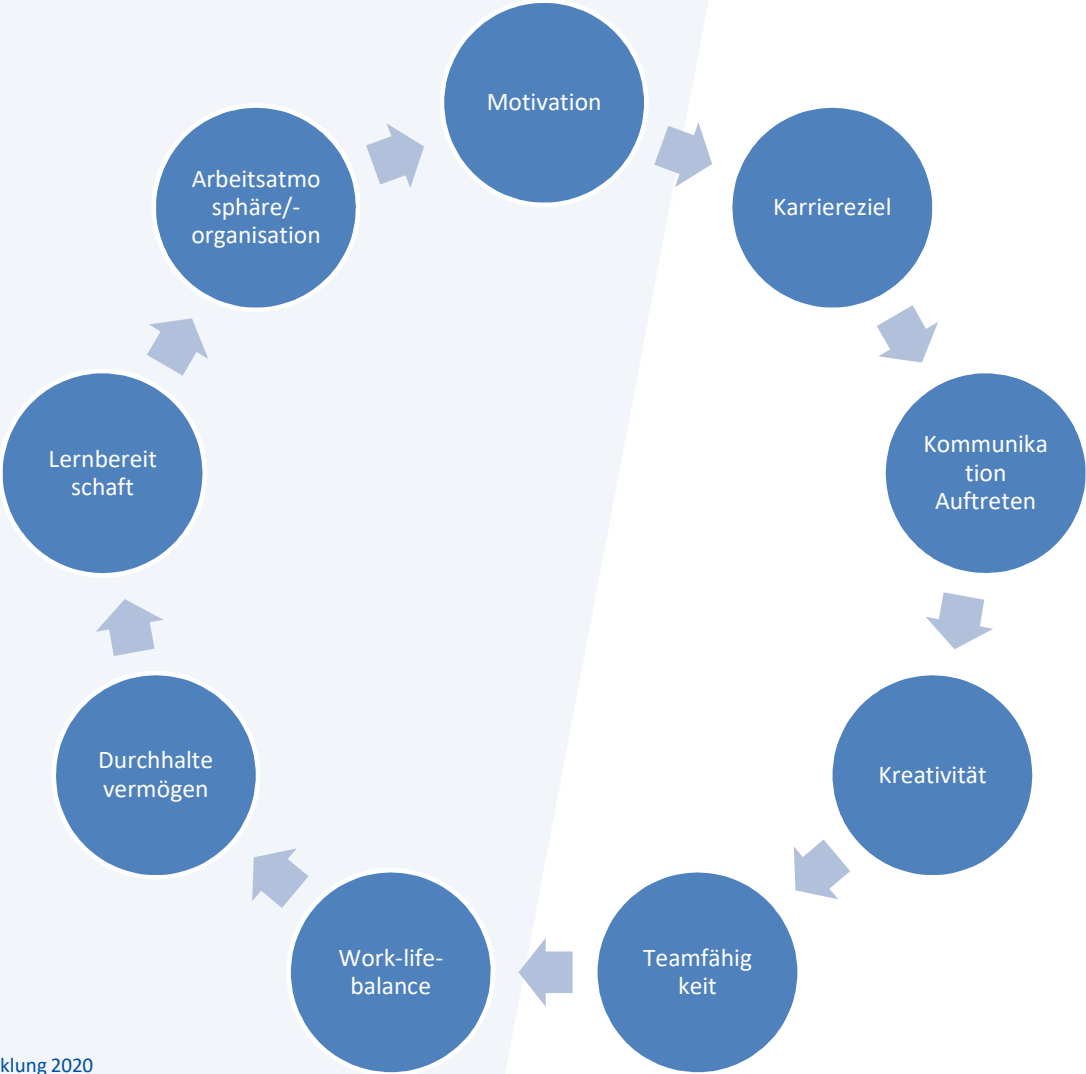 Motivation
Karriereziel
Kommunika
tion
Auftreten
Kreativität
Teamfähig
keit
Work-life-
balance
Durchhalte
vermögen
Lernbereit
schaft
Arbeitsatmo
sphäre/-
organisation
klung 2020